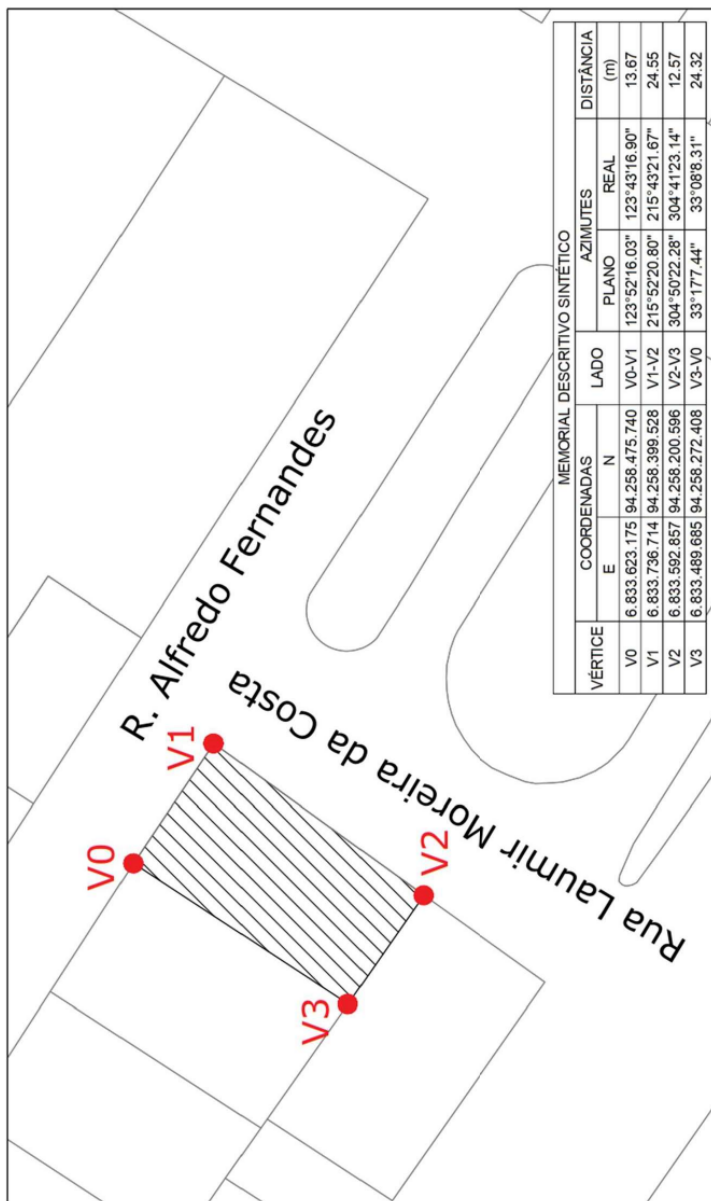 R. Alfredo Fernandes
Rua Laumir Moreira da Costa
V0
V1
V2
V3
MEMORIAL DESCRITIVO SINTÉTICO
VÉRTICE COORDENADAS LADO AZIMUTES DISTÂNCIA
E N PLANO REAL (m)
V0 6.833.623.175 94.258.475.740 V0-V1 123°52'16.03" 123°43'16.90" 13.67
V1 6.833.736.714 94.258.399.528 V1-V2 215°52'20.80" 215°43'21.67" 24.55
V2 6.833.592.857 94.258.200.596 V2-V3 304°50'22.28" 304°41'23.14" 12.57
V3 6.833.489.685 94.258.272.408 V3-V0 33°17'7.44" 33°08'8.31" 24.32